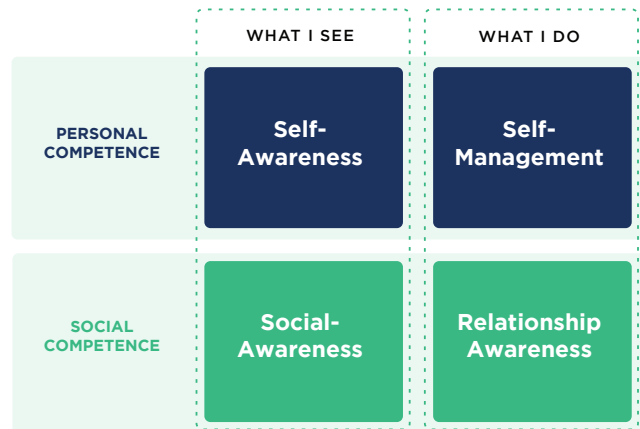 WHAT I SEE
WHAT I DO
PERSONAL
COMPETENCE
Self-
Awareness
Self-
Management
SOCIAL
COMPETENCE
Social-
Awareness
Relationship
Awareness